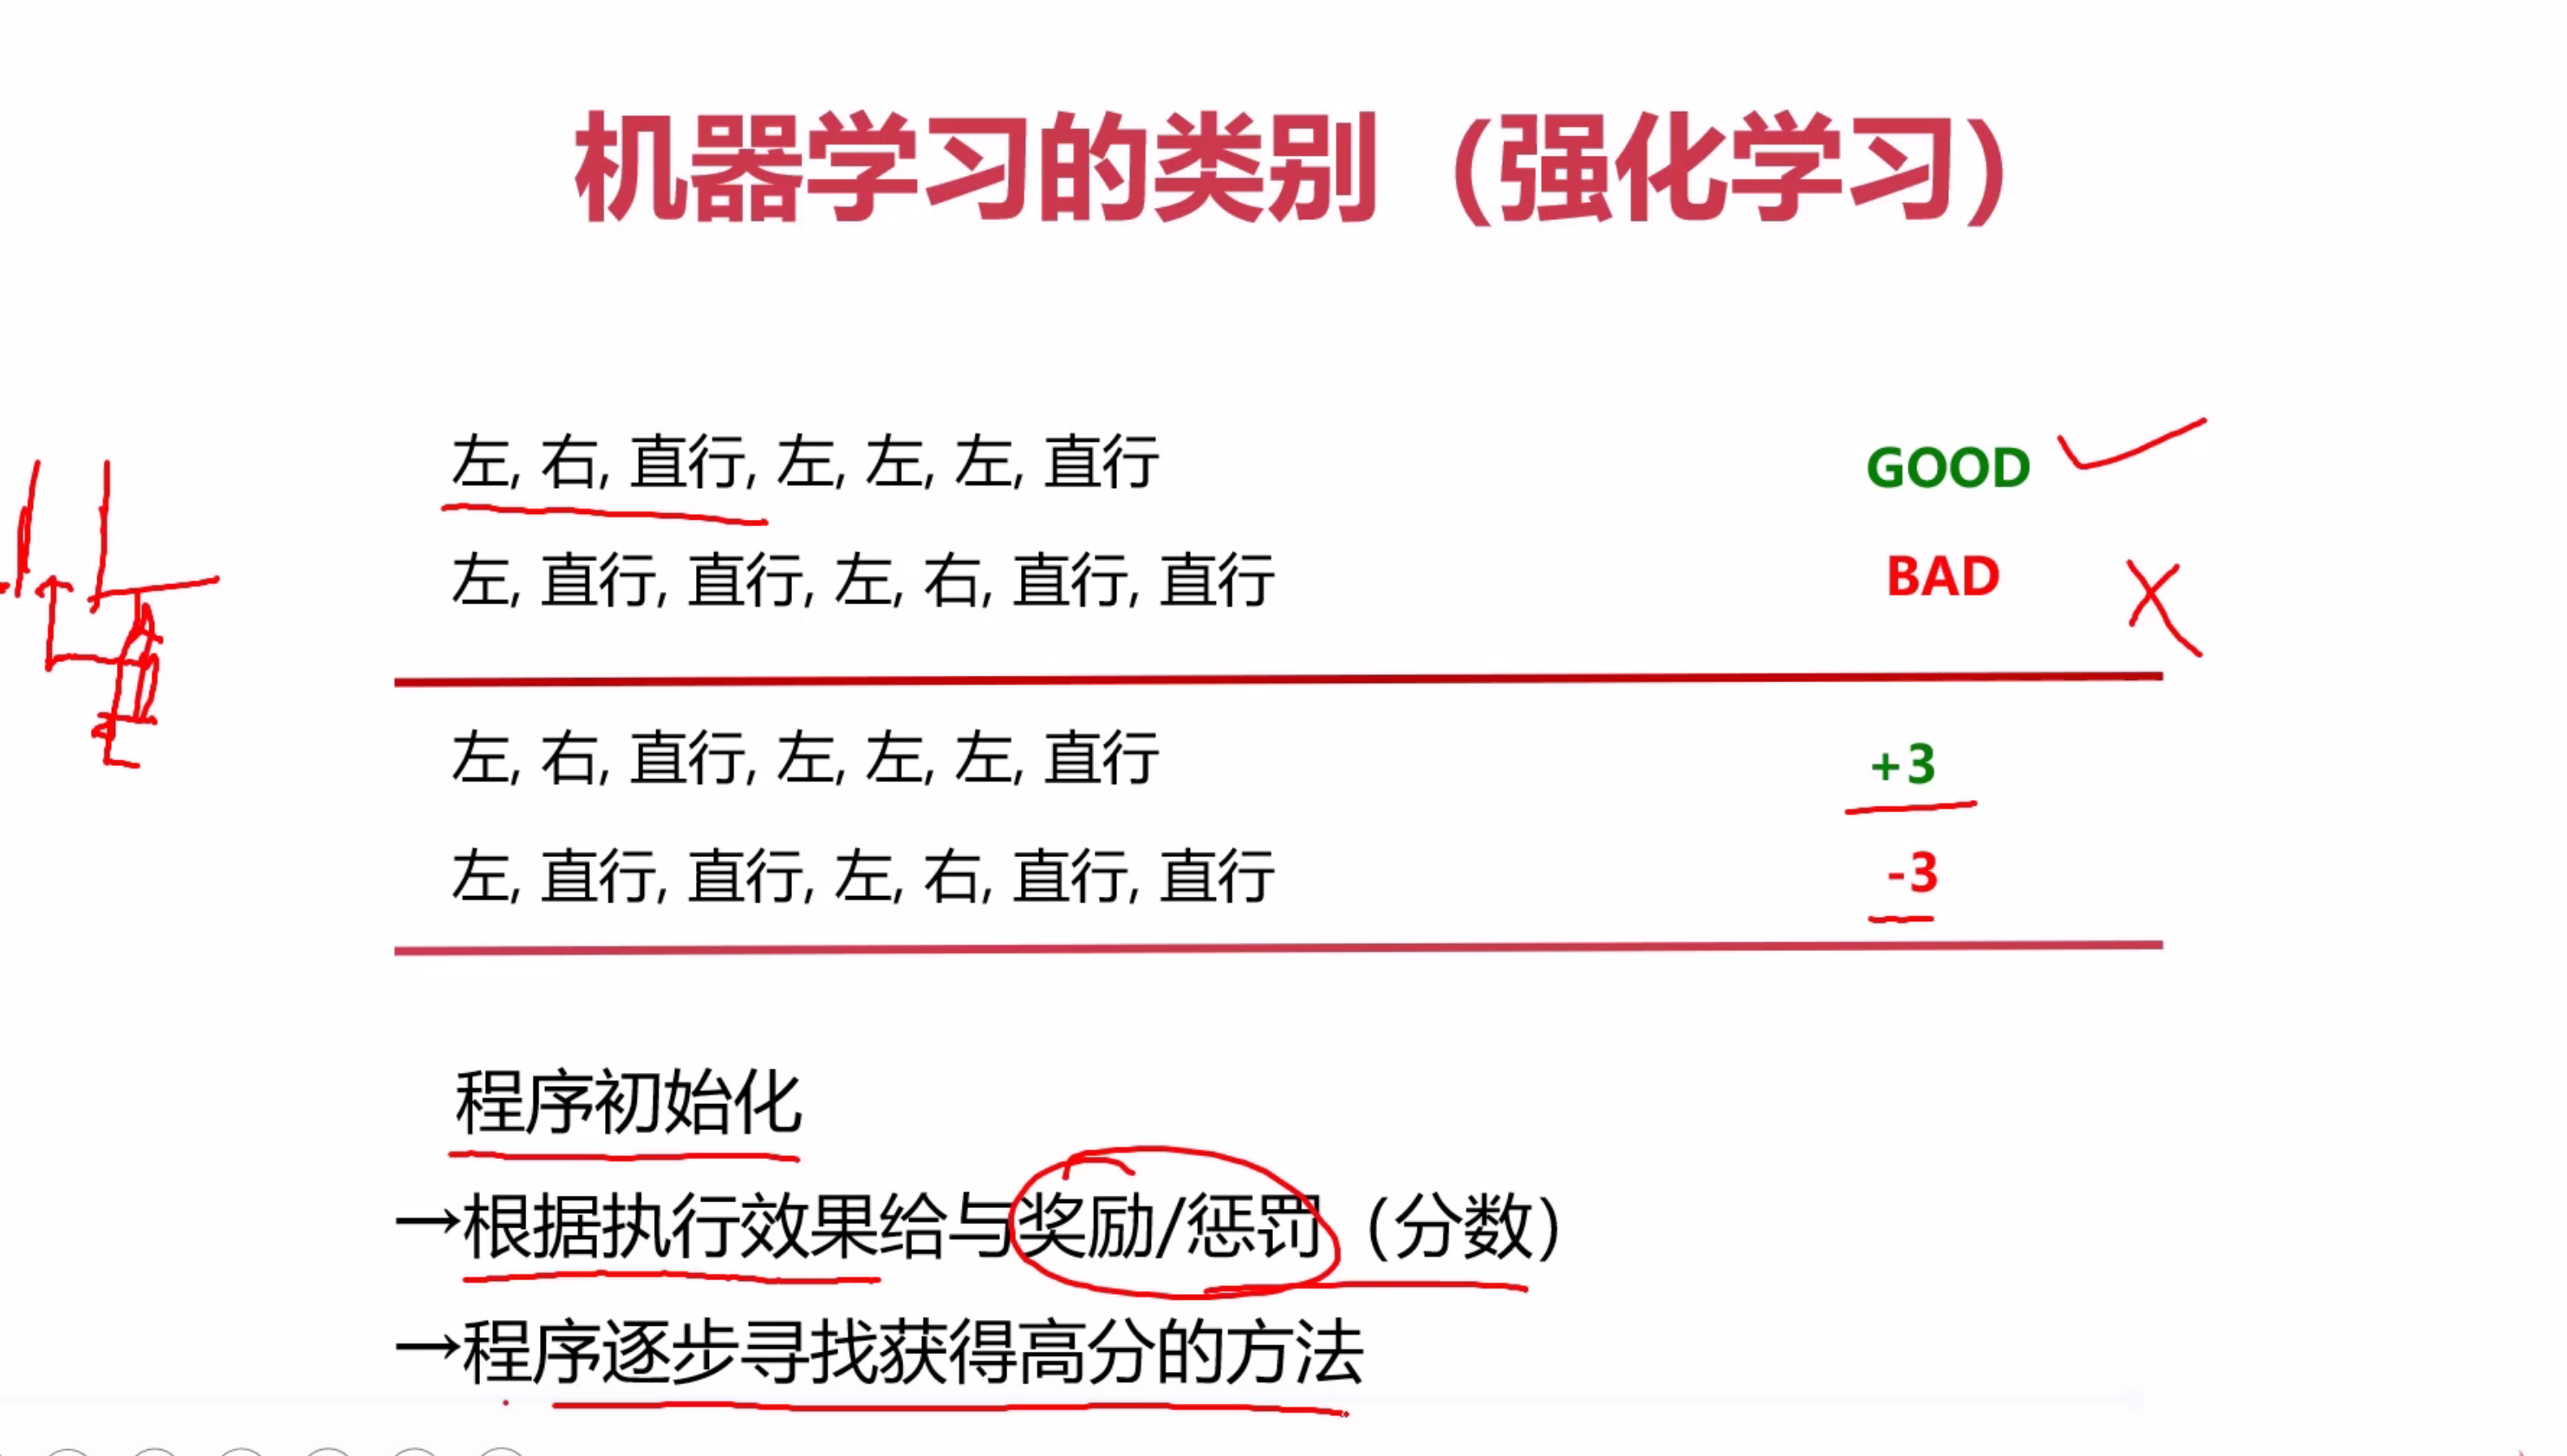 机器学习的类别（强化学习）
左, 右, 直行, 左, 左, 左, 直行 GOOD
左, 直行, 直行, 左, 右, 直行, 直行 BAD
左, 右, 直行, 左, 左, 左, 直行 +3
左, 直行, 直行, 左, 右, 直行, 直行 -3
程序初始化
→根据执行效果给与奖励/惩罚（分数）
→程序逐步寻找获得高分的方法